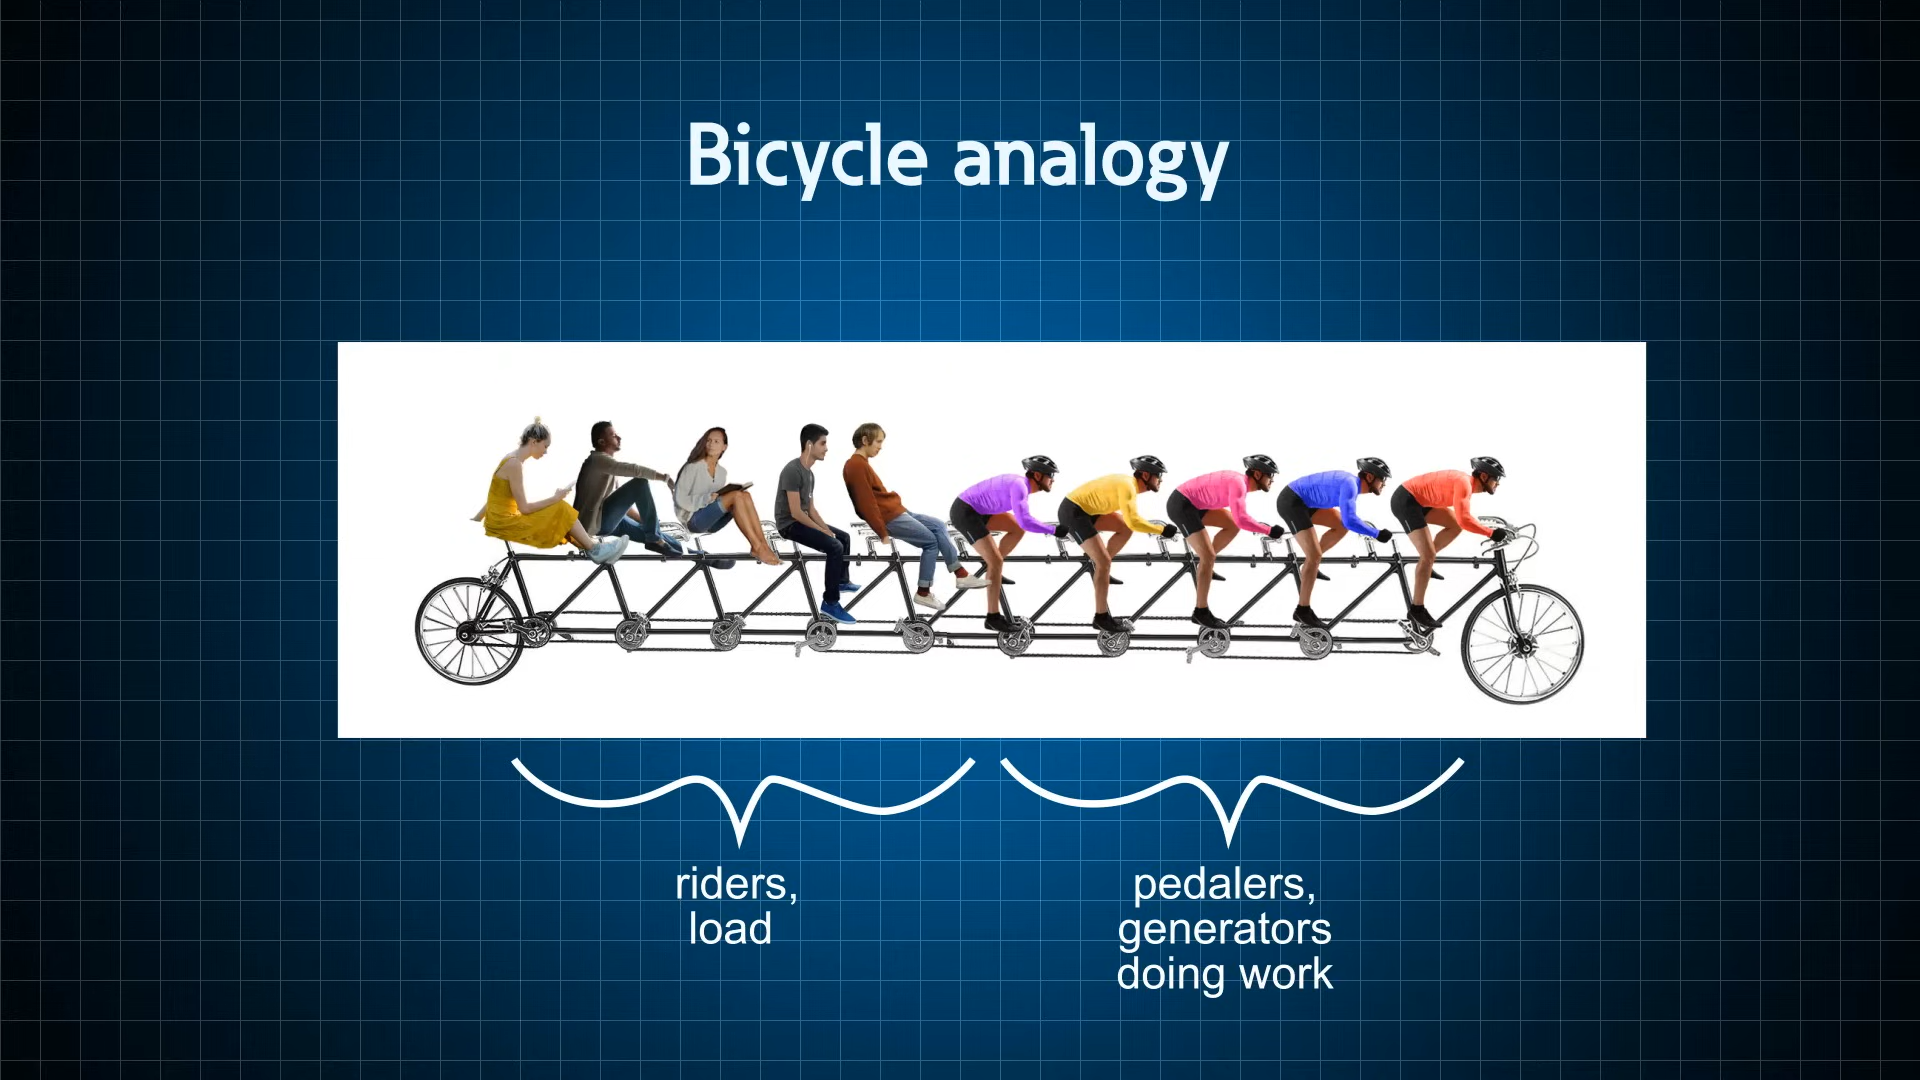 Bicycle analogy
riders,
load
pedalers,
generators
doing work